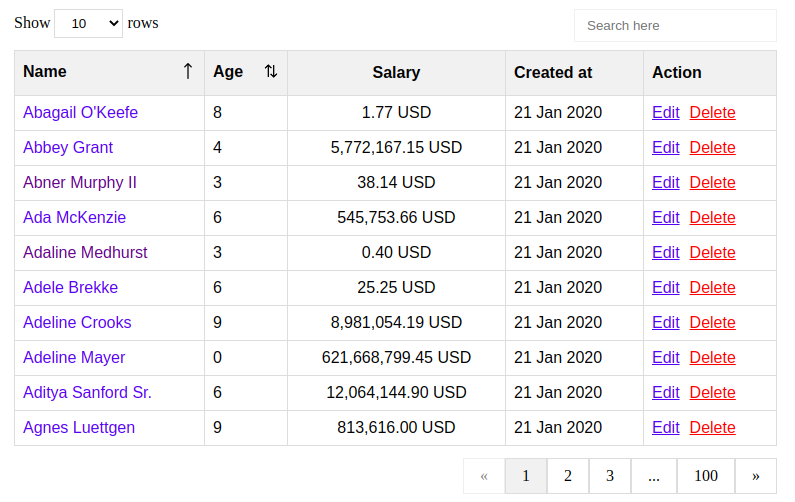 Show 10 rows Search here
Name ↑ Age ⇅ Salary Created at Action
Abagail O'Keefe 8 1.77 USD 21 Jan 2020 Edit Delete
Abbey Grant 4 5,772,167.15 USD 21 Jan 2020 Edit Delete
Abner Murphy II 3 38.14 USD 21 Jan 2020 Edit Delete
Ada McKenzie 6 545,753.66 USD 21 Jan 2020 Edit Delete
Adaline Medhurst 3 0.40 USD 21 Jan 2020 Edit Delete
Adele Brekke 6 25.25 USD 21 Jan 2020 Edit Delete
Adeline Crooks 9 8,981,054.19 USD 21 Jan 2020 Edit Delete
Adeline Mayer 0 621,668,799.45 USD 21 Jan 2020 Edit Delete
Aditya Sanford Sr. 6 12,064,144.90 USD 21 Jan 2020 Edit Delete
Agnes Luettgen 9 813,616.00 USD 21 Jan 2020 Edit Delete
« 1 2 3 ... 100 »